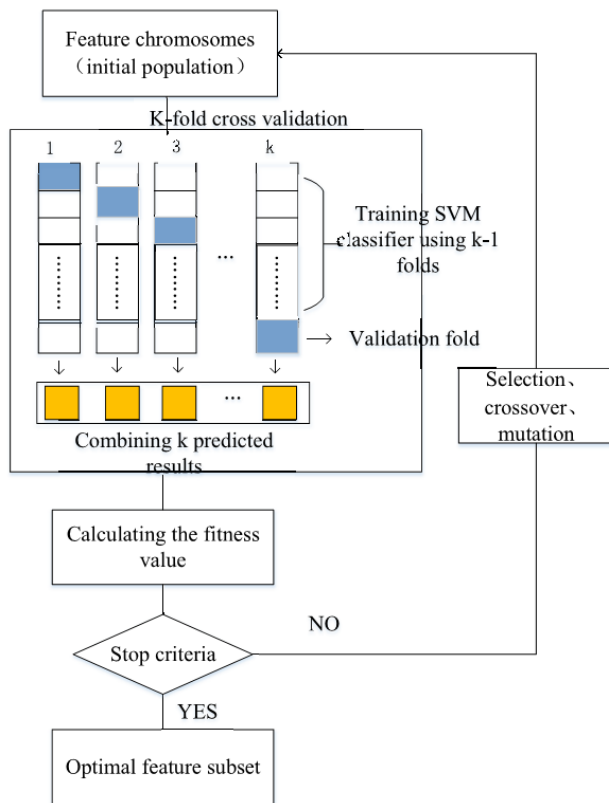 Feature chromosomes
（initial population）
K-fold cross validation
1 2 3 k
Training SVM
classifier using k-1
folds
...
Validation fold
...
Combining k predicted
results
Selection、
crossover、
mutation
Calculating the fitness
value
NO
Stop criteria
YES
Optimal feature subset